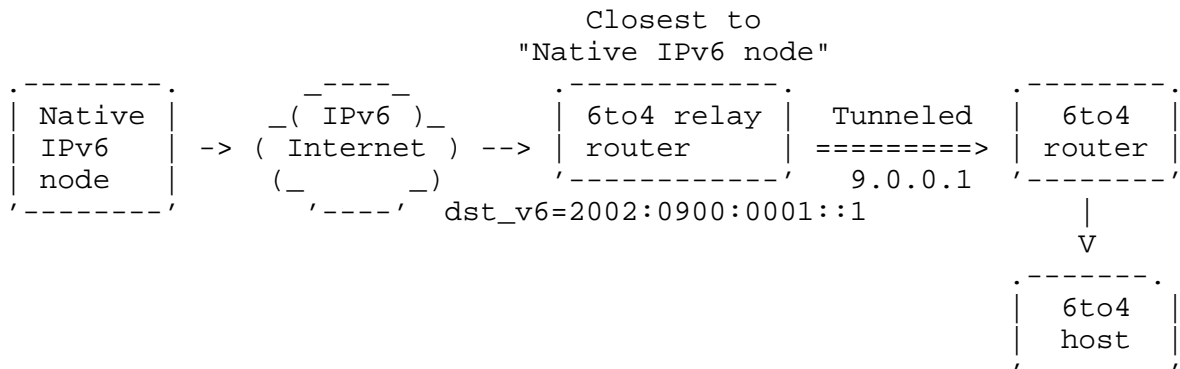 Closest to
"Native IPv6 node"
Native _( IPv6 )_ 6to4 relay Tunneled 6to4
IPv6 -> ( Internet ) --> router =========> router
node 9.0.0.1
dst_v6=2002:0900:0001::1
V
6to4
host